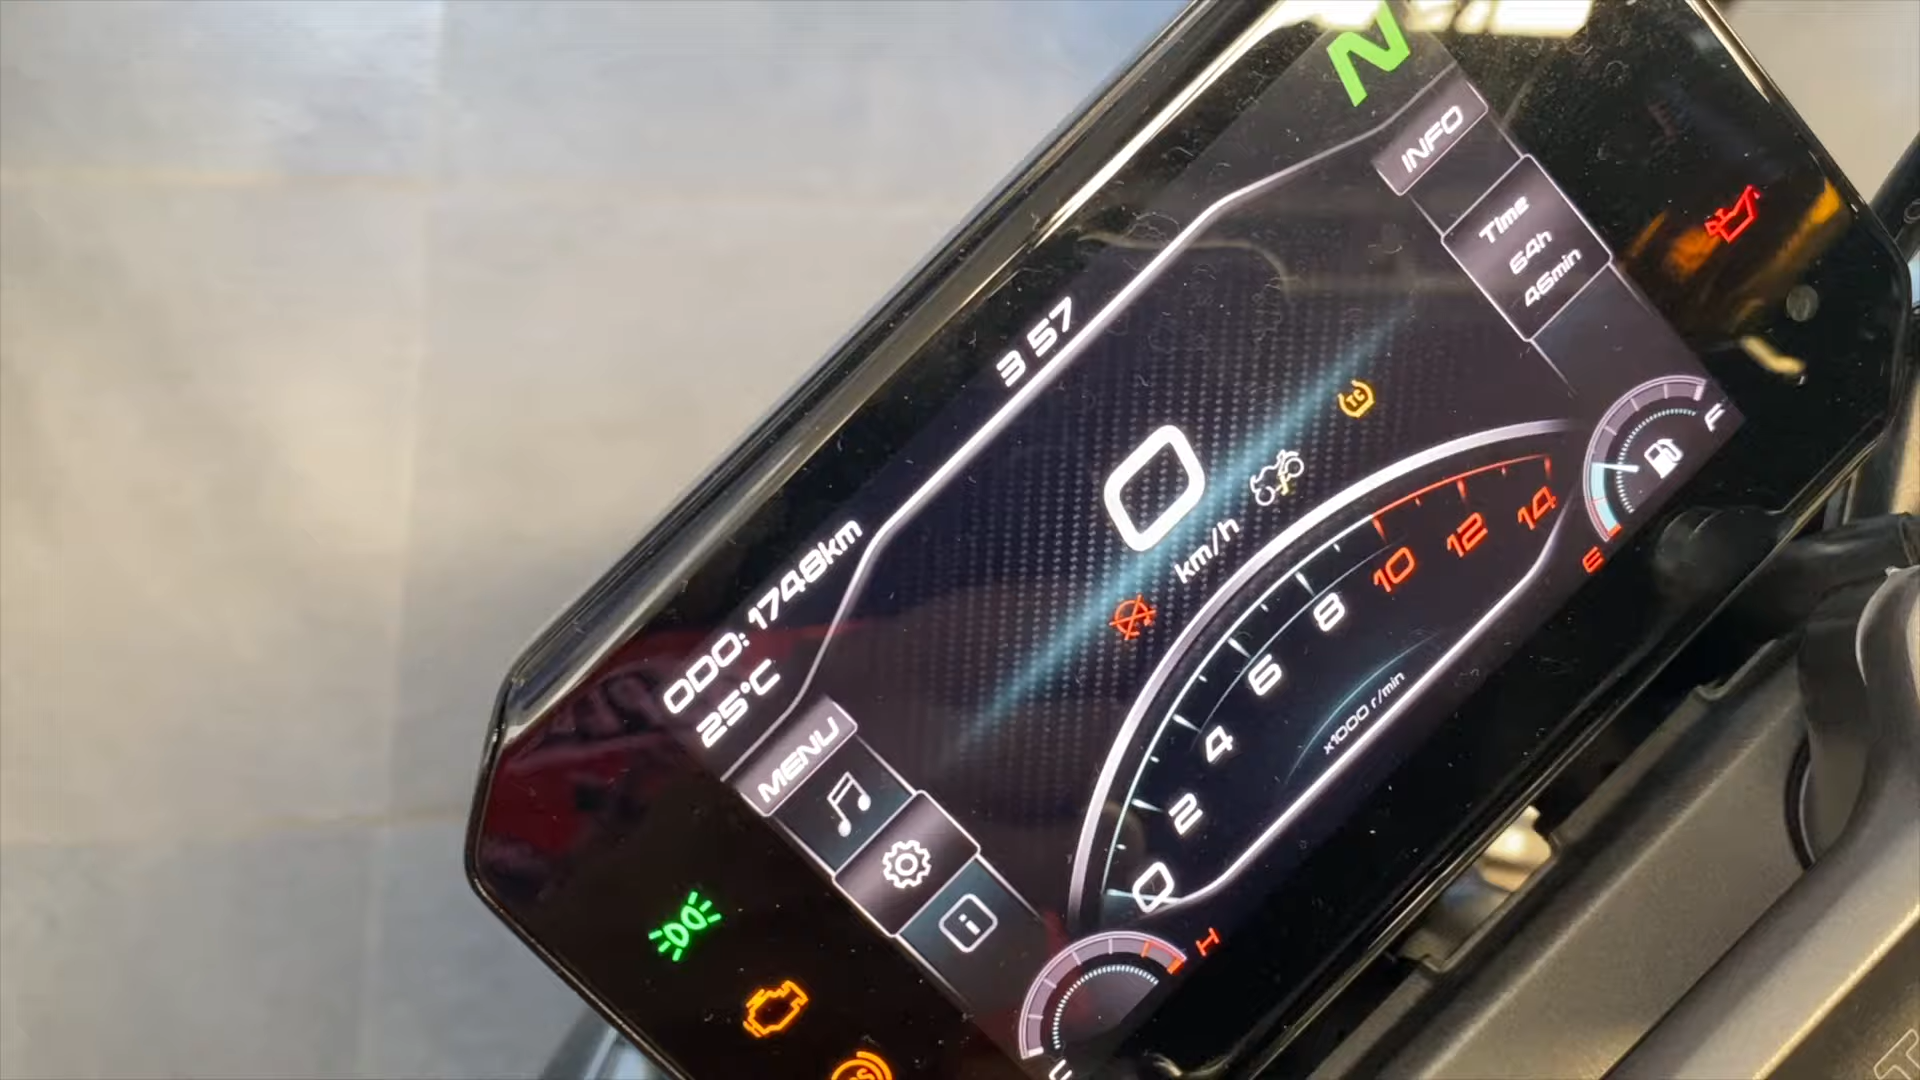 N
INFO
Time
64h
46min
3 57
ODO: 1748km
25°C
MENU
0
km/h
TC
0
2
4
6
8
10
12
14
x1000 r/min
F
E
H